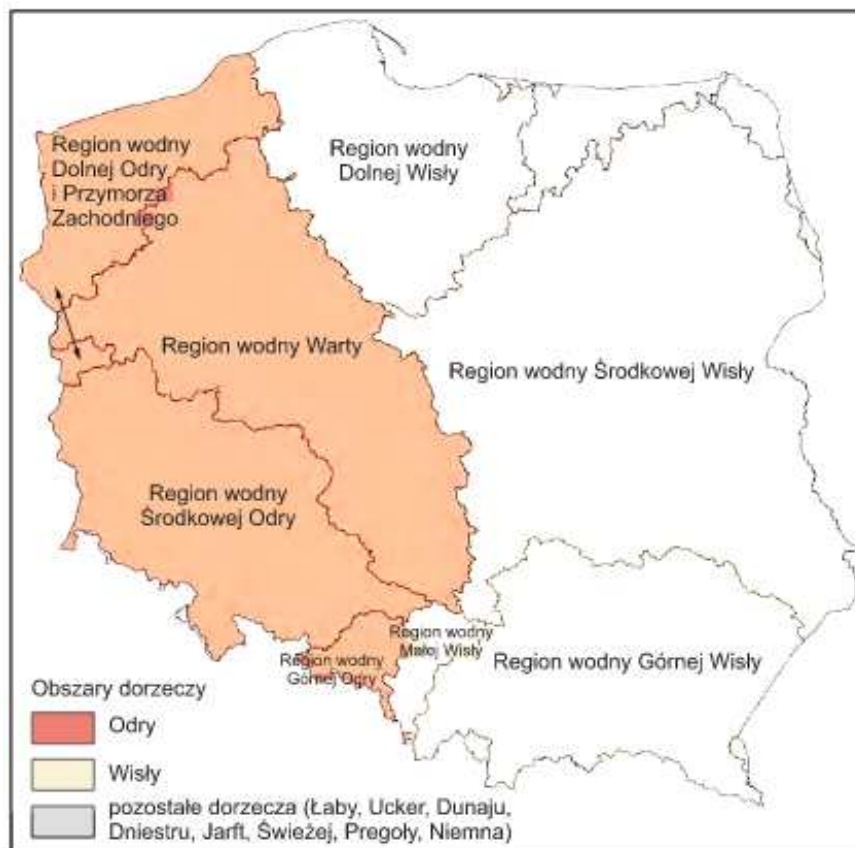 Region wodny
Dolnej Odry
i Przymorza
Zachodniego
Region wodny
Dolnej Wisły
Region wodny Warty
Region wodny Środkowej Wisły
Region wodny
Środkowej Odry
Region wodny
Małej Wisły
Region wodny
Górnej Odry
Region wodny Górnej Wisły
Obszary dorzeczy
Odry
Wisły
pozostałe dorzecza (Łaby, Ucker, Dunaju,
Dniestru, Jarft, Świeżej, Pregoły, Niemna)